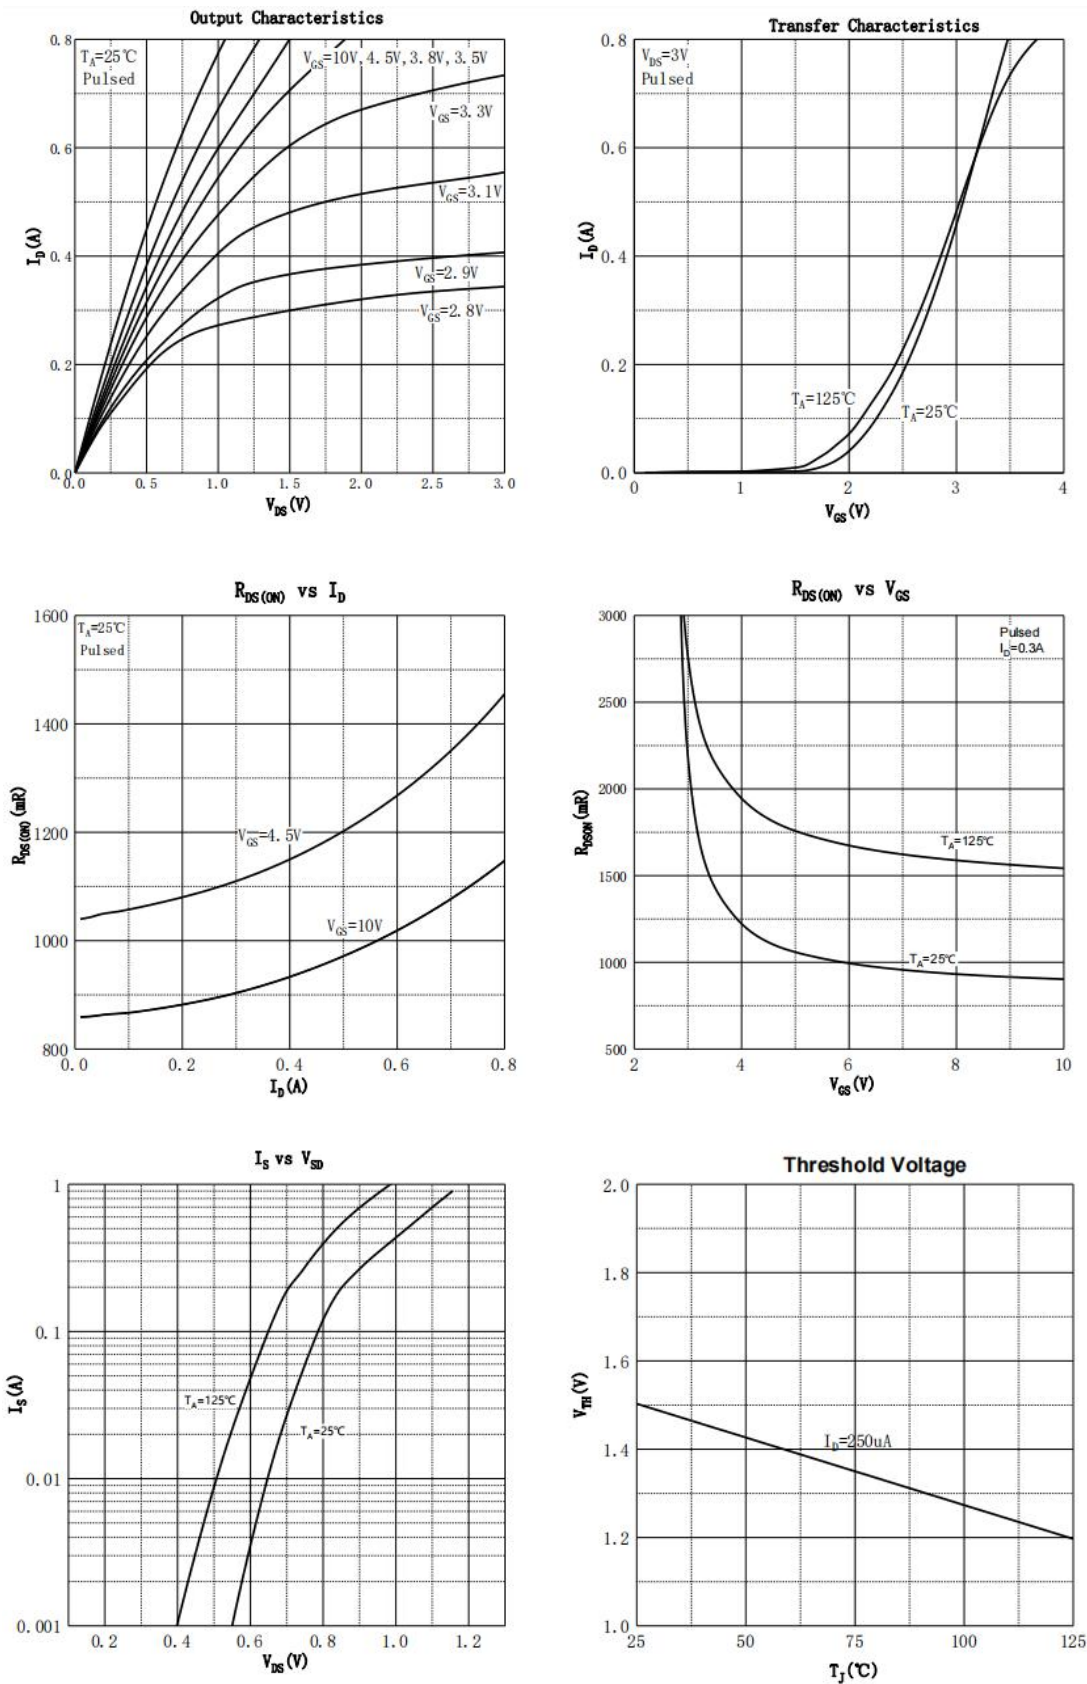 Output Characteristics
T_A=25℃
Pulsed
V_GS=10V, 4.5V, 3.8V, 3.5V
V_GS=3.3V
V_GS=3.1V
V_GS=2.9V
V_GS=2.8V
I_D(A)
0.8
0.6
0.4
0.2
0.0
0.0 0.5 1.0 1.5 2.0 2.5 3.0
V_DS(V)
Transfer Characteristics
V_DS=3V
Pulsed
T_A=125℃
T_A=25℃
I_D(A)
0.8
0.6
0.4
0.2
0.0
0 1 2 3 4
V_GS(V)
R_DS(ON) vs I_D
T_A=25℃
Pulsed
V_GS=4.5V
V_GS=10V
R_DS(ON)(mR)
1600
1400
1200
1000
800
0.0 0.2 0.4 0.6 0.8
I_D(A)
R_DS(ON) vs V_GS
Pulsed
I_D=0.3A
T_A=125℃
T_A=25℃
R_DSON(mR)
3000
2500
2000
1500
1000
500
2 4 6 8 10
V_GS(V)
I_S vs V_SD
T_A=125℃
T_A=25℃
I_S(A)
1
0.1
0.01
0.001
0.2 0.4 0.6 0.8 1.0 1.2
V_DS(V)
Threshold Voltage
I_D=250uA
V_TH(V)
2.0
1.8
1.6
1.4
1.2
1.0
25 50 75 100 125
T_J(℃)